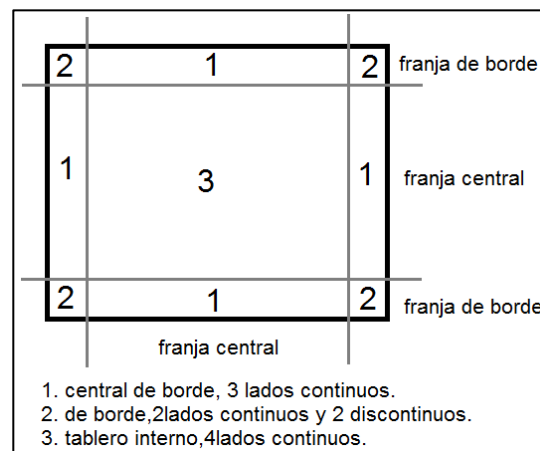 2 1 2 franja de borde
1 3 1 franja central
2 1 2 franja de borde
franja central
1. central de borde, 3 lados continuos.
2. de borde,2lados continuos y 2 discontinuos.
3. tablero interno,4lados continuos.